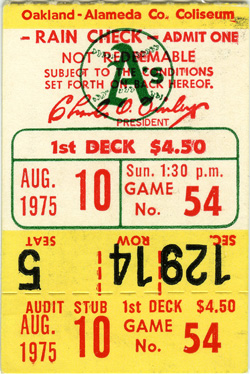 Oakland-Alameda Co. Coliseum
- RAIN CHECK - ADMIT ONE
NOT REDEEMABLE
SUBJECT TO THE CONDITIONS
SET FORTH ON BACK HEREOF.
A's
Charles O. Finley
PRESIDENT
1st DECK $4.50
AUG. 10 1975
Sun. 1:30 p.m.
GAME No. 54
SEC. ROW SEAT
5
AUDIT STUB 1st DECK $4.50
AUG. 10 1975
GAME No. 54